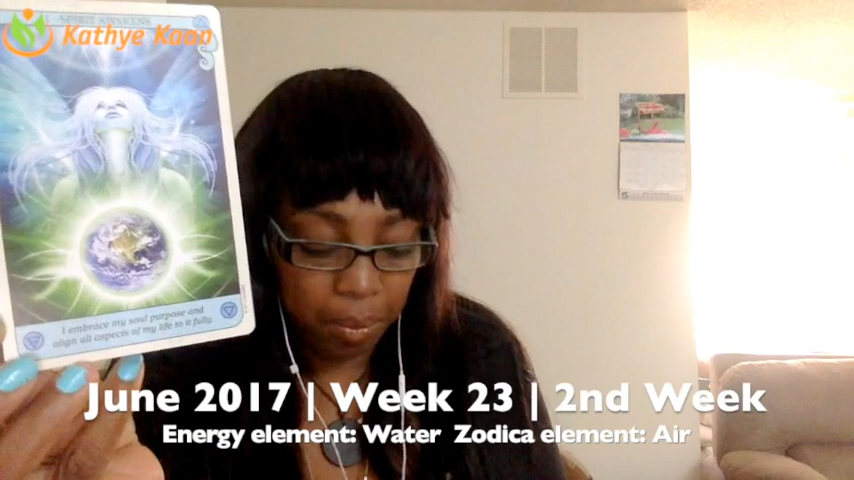 SPIRIT AWAKENS
Kathye Kaan
I embrace my soul purpose and
align all aspects of my life to it fully.
June 2017 | Week 23 | 2nd Week
Energy element: Water Zodica element: Air